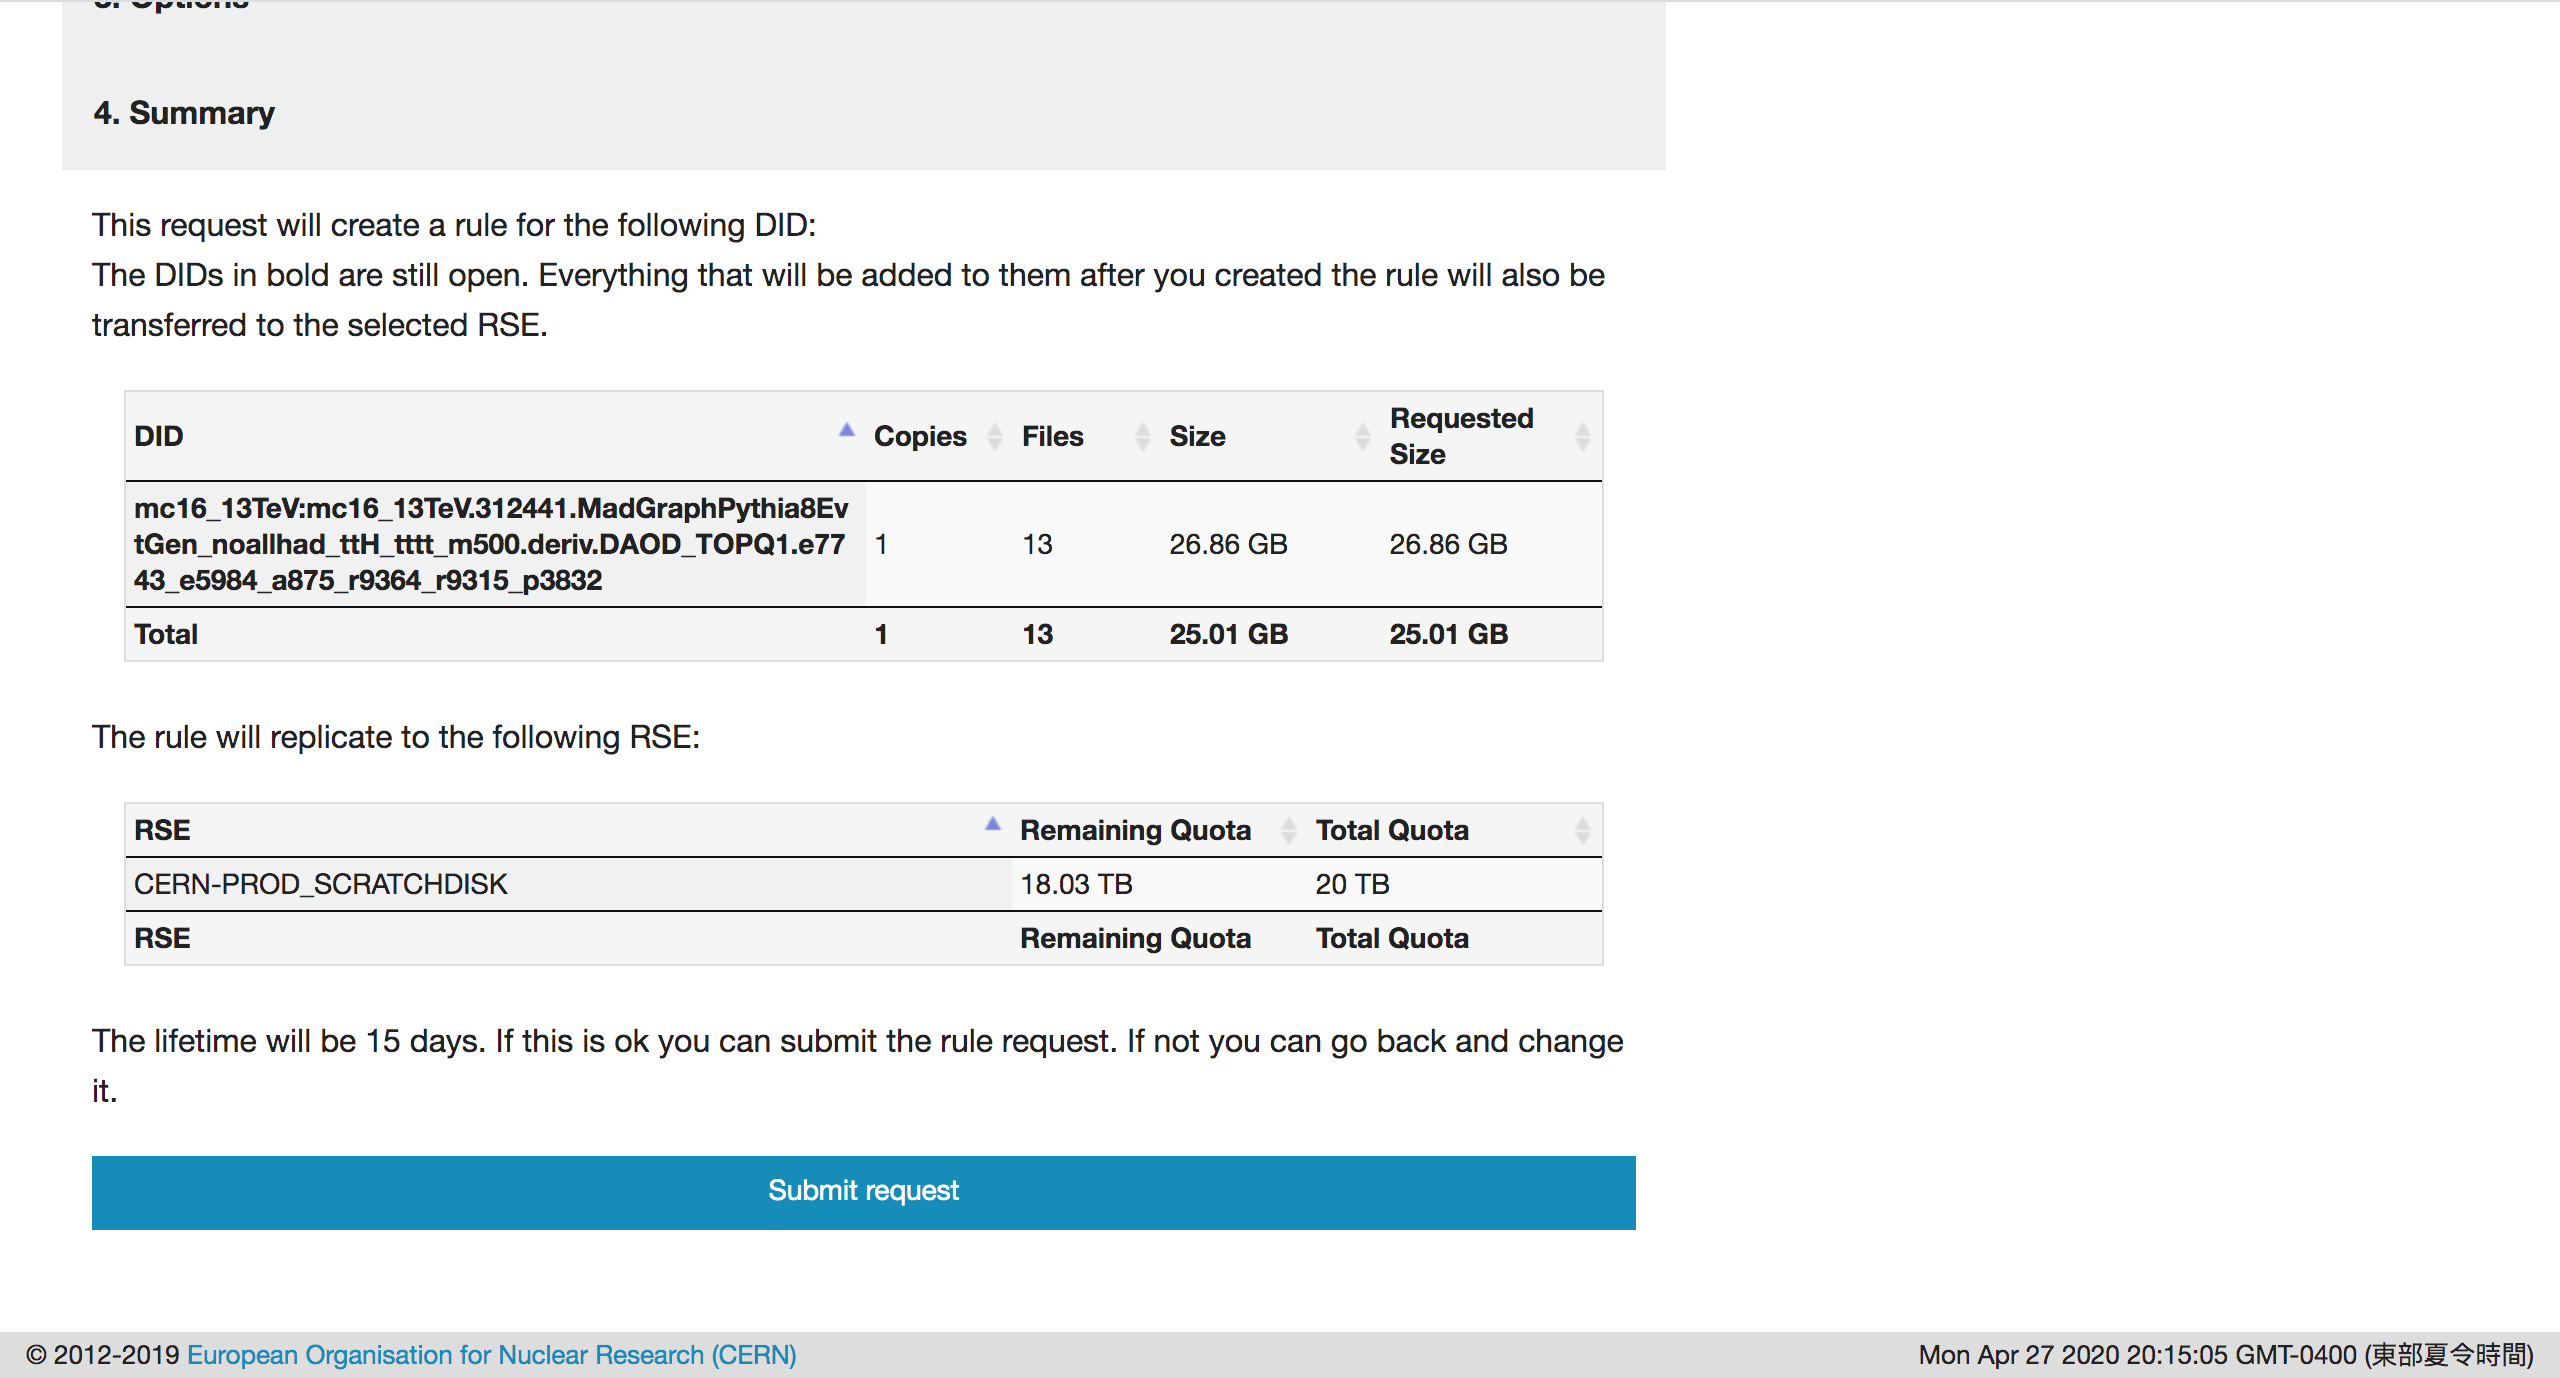 3. Options
4. Summary
This request will create a rule for the following DID:
The DIDs in bold are still open. Everything that will be added to them after you created the rule will also be
transferred to the selected RSE.
DID Copies Files Size Requested Size
mc16_13TeV:mc16_13TeV.312441.MadGraphPythia8Ev
tGen_noallhad_ttH_tttt_m500.deriv.DAOD_TOPQ1.e77 1 13 26.86 GB 26.86 GB
43_e5984_a875_r9364_r9315_p3832
Total 1 13 25.01 GB 25.01 GB
The rule will replicate to the following RSE:
RSE Remaining Quota Total Quota
CERN-PROD_SCRATCHDISK 18.03 TB 20 TB
RSE Remaining Quota Total Quota
The lifetime will be 15 days. If this is ok you can submit the rule request. If not you can go back and change
it.
Submit request
© 2012-2019 European Organisation for Nuclear Research (CERN) Mon Apr 27 2020 20:15:05 GMT-0400 (東部夏令時間)